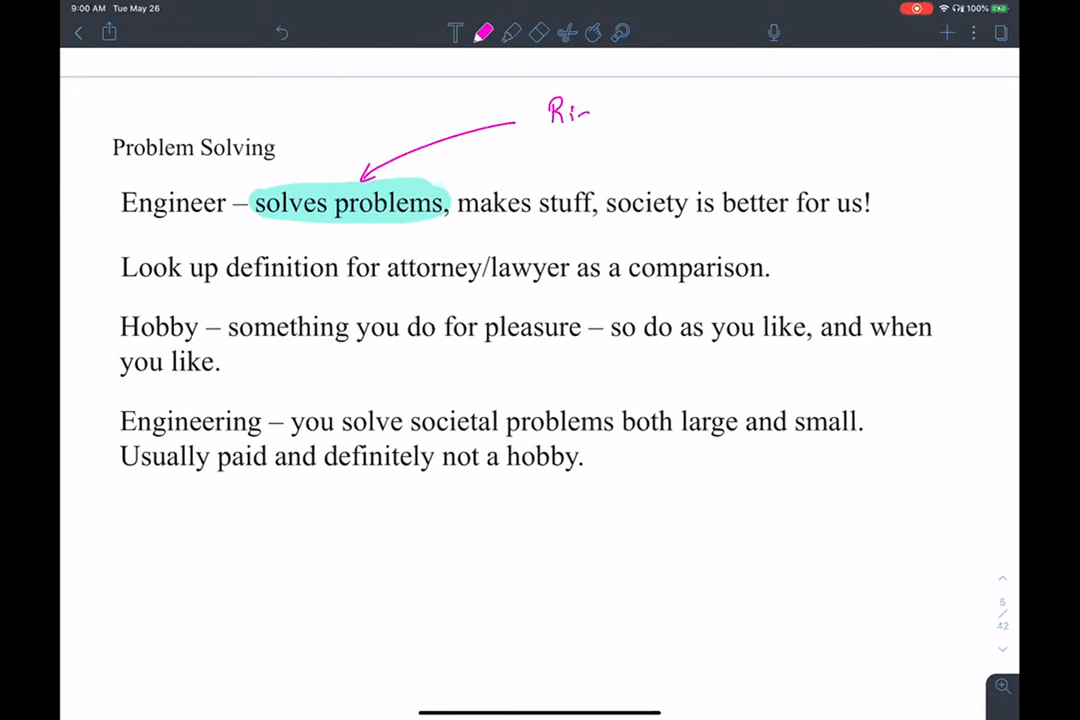 9:00 AM Tue May 26
100%
T
Ri
Problem Solving
Engineer – solves problems, makes stuff, society is better for us!
Look up definition for attorney/lawyer as a comparison.
Hobby – something you do for pleasure – so do as you like, and when
you like.
Engineering – you solve societal problems both large and small.
Usually paid and definitely not a hobby.
5
/
42